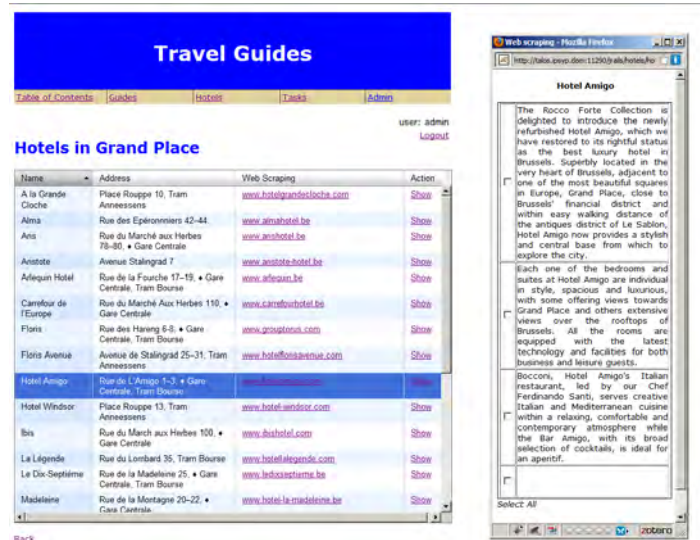 Travel Guides
Table of Contents Guides Hotels Tasks Admin
user: admin
Logout
Hotels in Grand Place
Name Address Web Scraping Action
A la Grande Place Rouppe 10, Tram www.hotelgrandecloche.com Show
Cloche Anneessens
Alma Rue des Eperonniers 42–44. www.almahotel.be Show
Aris Rue du Marché aux Herbes www.arishotel.be Show
78–80, ♦ Gare Centrale
Aristote Avenue Stalingrad 7 www.aristote-hotel.be Show
Arlequin Hotel Rue de la Fourche 17–19, ♦ Gare www.arlequin.be Show
Centrale, Tram Bourse
Carrefour de Rue du Marché Aux Herbes 110, ♦ www.carrefourhotel.be Show
l'Europe Gare Centrale
Floris Rue des Hareng 6-8, ♦ Gare www.grouptorus.com Show
Centrale, Tram Bourse
Floris Avenue Avenue de Stalingrad 25–31, Tram www.hotelflorisavenue.com Show
Anneessens
Hotel Amigo Rue de L'Amigo 1–3, ♦ Gare Show
Centrale, Tram Bourse
Hotel Windsor Place Rouppe 13, Tram www.hotel-windsor.com Show
Anneessens
Ibis Rue du March aux Herbes 100, ♦ www.ibishotel.com Show
Gare Centrale
La Légende Rue du Lombard 35, Tram Bourse www.hotellalegende.com Show
Le Dix-Septième Rue de la Madeleine 25, ♦ Gare www.ledixseptieme.be Show
Centrale, Tram Bourse
Madeleine Rue de la Montagne 20–22, ♦ www.hotel-la-madeleine.be Show
Gare Centrale
Back
Web scraping - Mozilla Firefox
Hotel Amigo
The Rocco Forte Collection is
delighted to introduce the newly
refurbished Hotel Amigo, which we
have restored to its rightful status
as the best luxury hotel in
Brussels. Superbly located in the
very heart of Brussels, adjacent to
one of the most beautiful squares
in Europe, Grand Place, close to
Brussels' financial district and
within easy walking distance of
the antiques district of Le Sablon,
Hotel Amigo now provides a stylish
and central base from which to
explore the city.
Each one of the bedrooms and
suites at Hotel Amigo are individual
in style, spacious and luxurious,
with some offering views towards
Grand Place and others extensive
views over the rooftops of
Brussels. All the rooms are
equipped with the latest
technology and facilities for both
business and leisure guests.
Bocconi, Hotel Amigo's Italian
restaurant, led by our Chef
Ferdinando Santi, serves creative
Italian and Mediterranean cuisine
within a relaxing, comfortable and
contemporary atmosphere while
the Bar Amigo, with its broad
selection of cocktails, is ideal for
an aperitif.
Select All
zotero